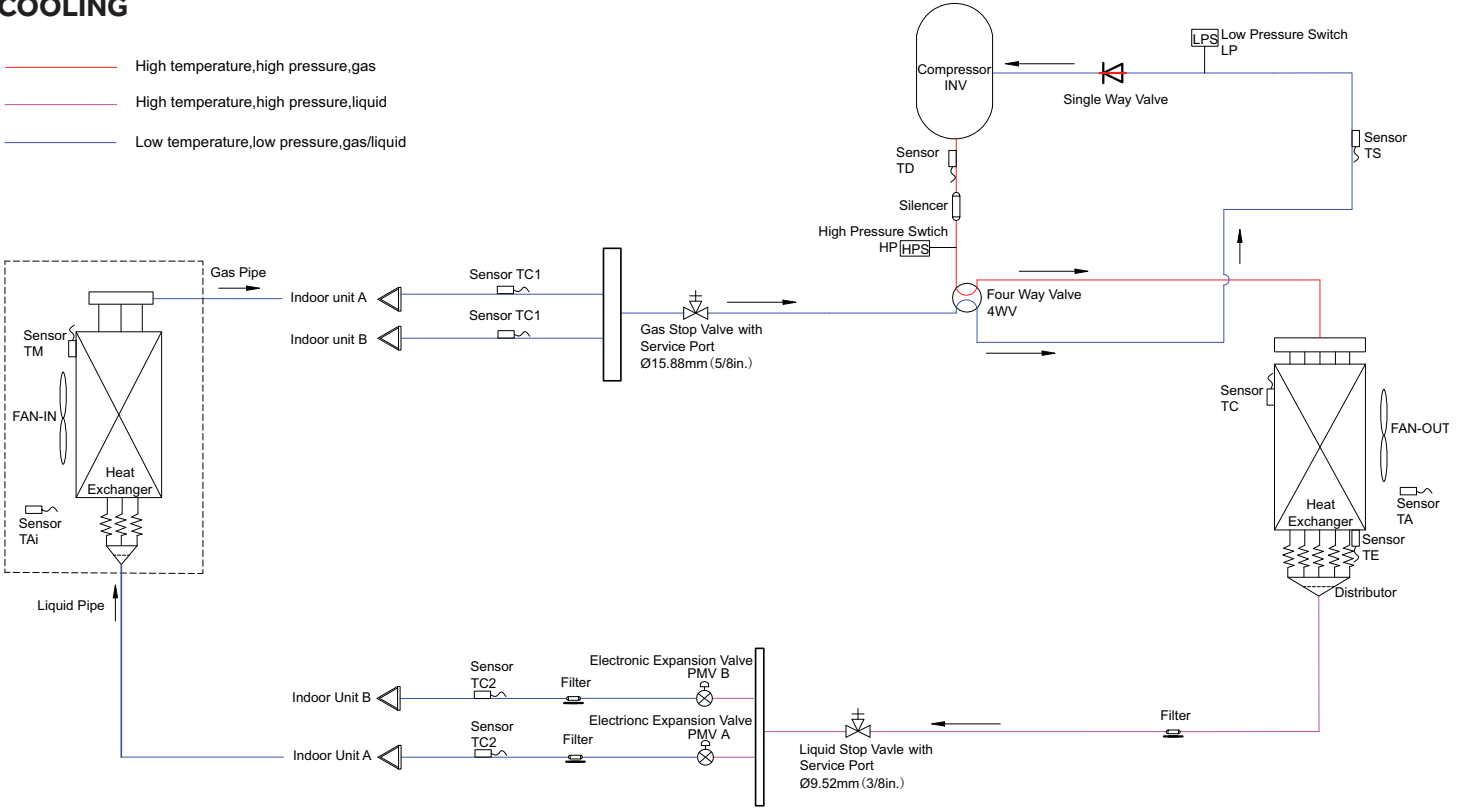 COOLING
High temperature,high pressure,gas
High temperature,high pressure,liquid
Low temperature,low pressure,gas/liquid
Compressor
INV
LPS
Low Pressure Switch
LP
Single Way Valve
Sensor
TS
Sensor
TD
Silencer
High Pressure Swtich
HP
HPS
Four Way Valve
4WV
Gas Pipe
Indoor unit A
Sensor TC1
Indoor unit B
Sensor TC1
Gas Stop Valve with
Service Port
Ø15.88mm(5/8in.)
Sensor
TM
FAN-IN
Heat
Exchanger
Sensor
TAi
Liquid Pipe
Sensor
TC
FAN-OUT
Heat
Exchanger
Sensor
TA
Sensor
TE
Distributor
Indoor Unit B
Sensor
TC2
Filter
Electronic Expansion Valve
PMV B
Indoor Unit A
Sensor
TC2
Filter
Electrionc Expansion Valve
PMV A
Liquid Stop Vavle with
Service Port
Ø9.52mm(3/8in.)
Filter